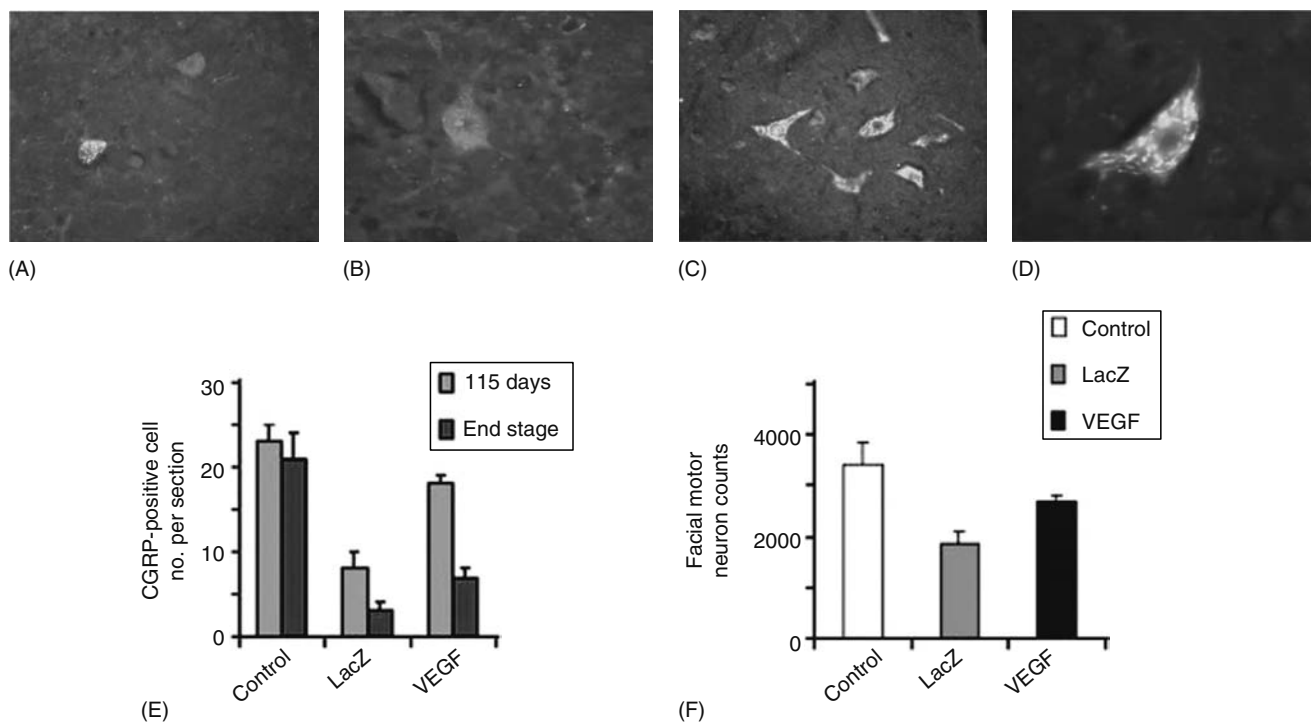 (A)
(B)
(C)
(D)
115 days
End stage
CGRP-positive cell
no. per section
30
20
10
0
Control
LacZ
VEGF
(E)
Control
LacZ
VEGF
Facial motor
neuron counts
4000
2000
0
Control
LacZ
VEGF
(F)